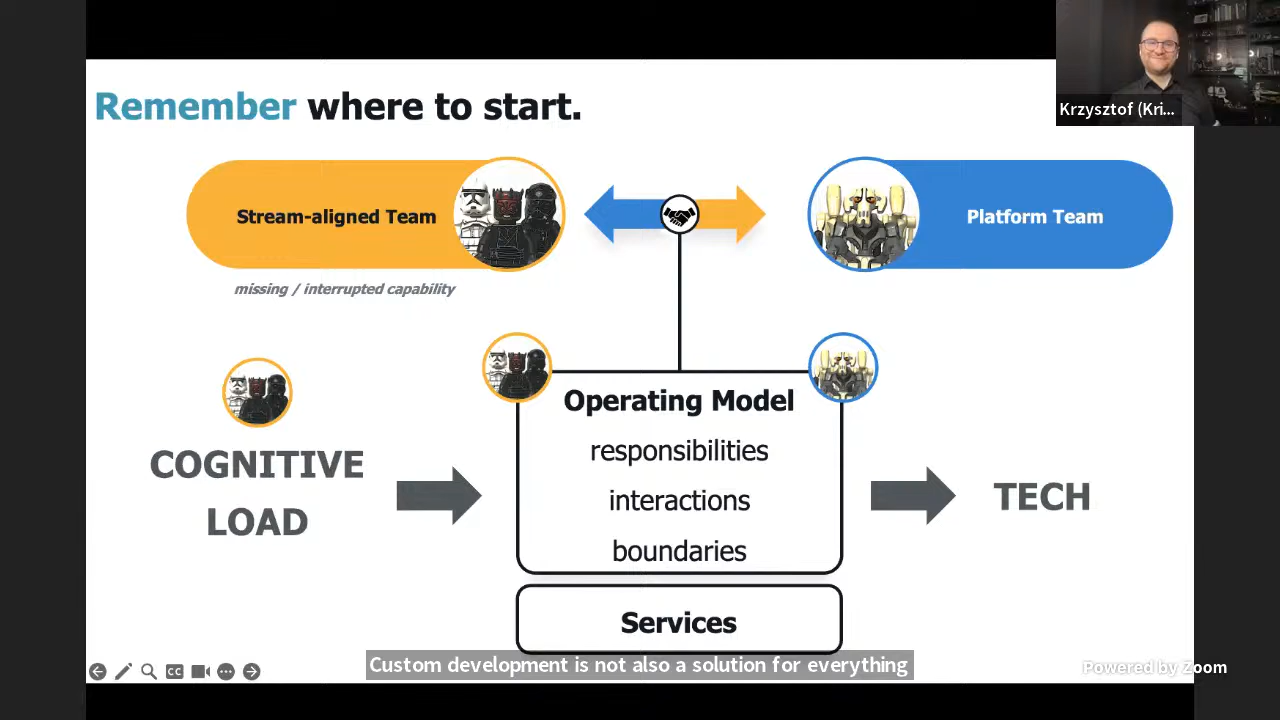 Remember where to start.
Krzysztof (Kri...
Stream-aligned Team
Platform Team
missing / interrupted capability
Operating Model
responsibilities
interactions
boundaries
COGNITIVE
LOAD
TECH
Services
CC
Custom development is not also a solution for everything
Powered by Zoom